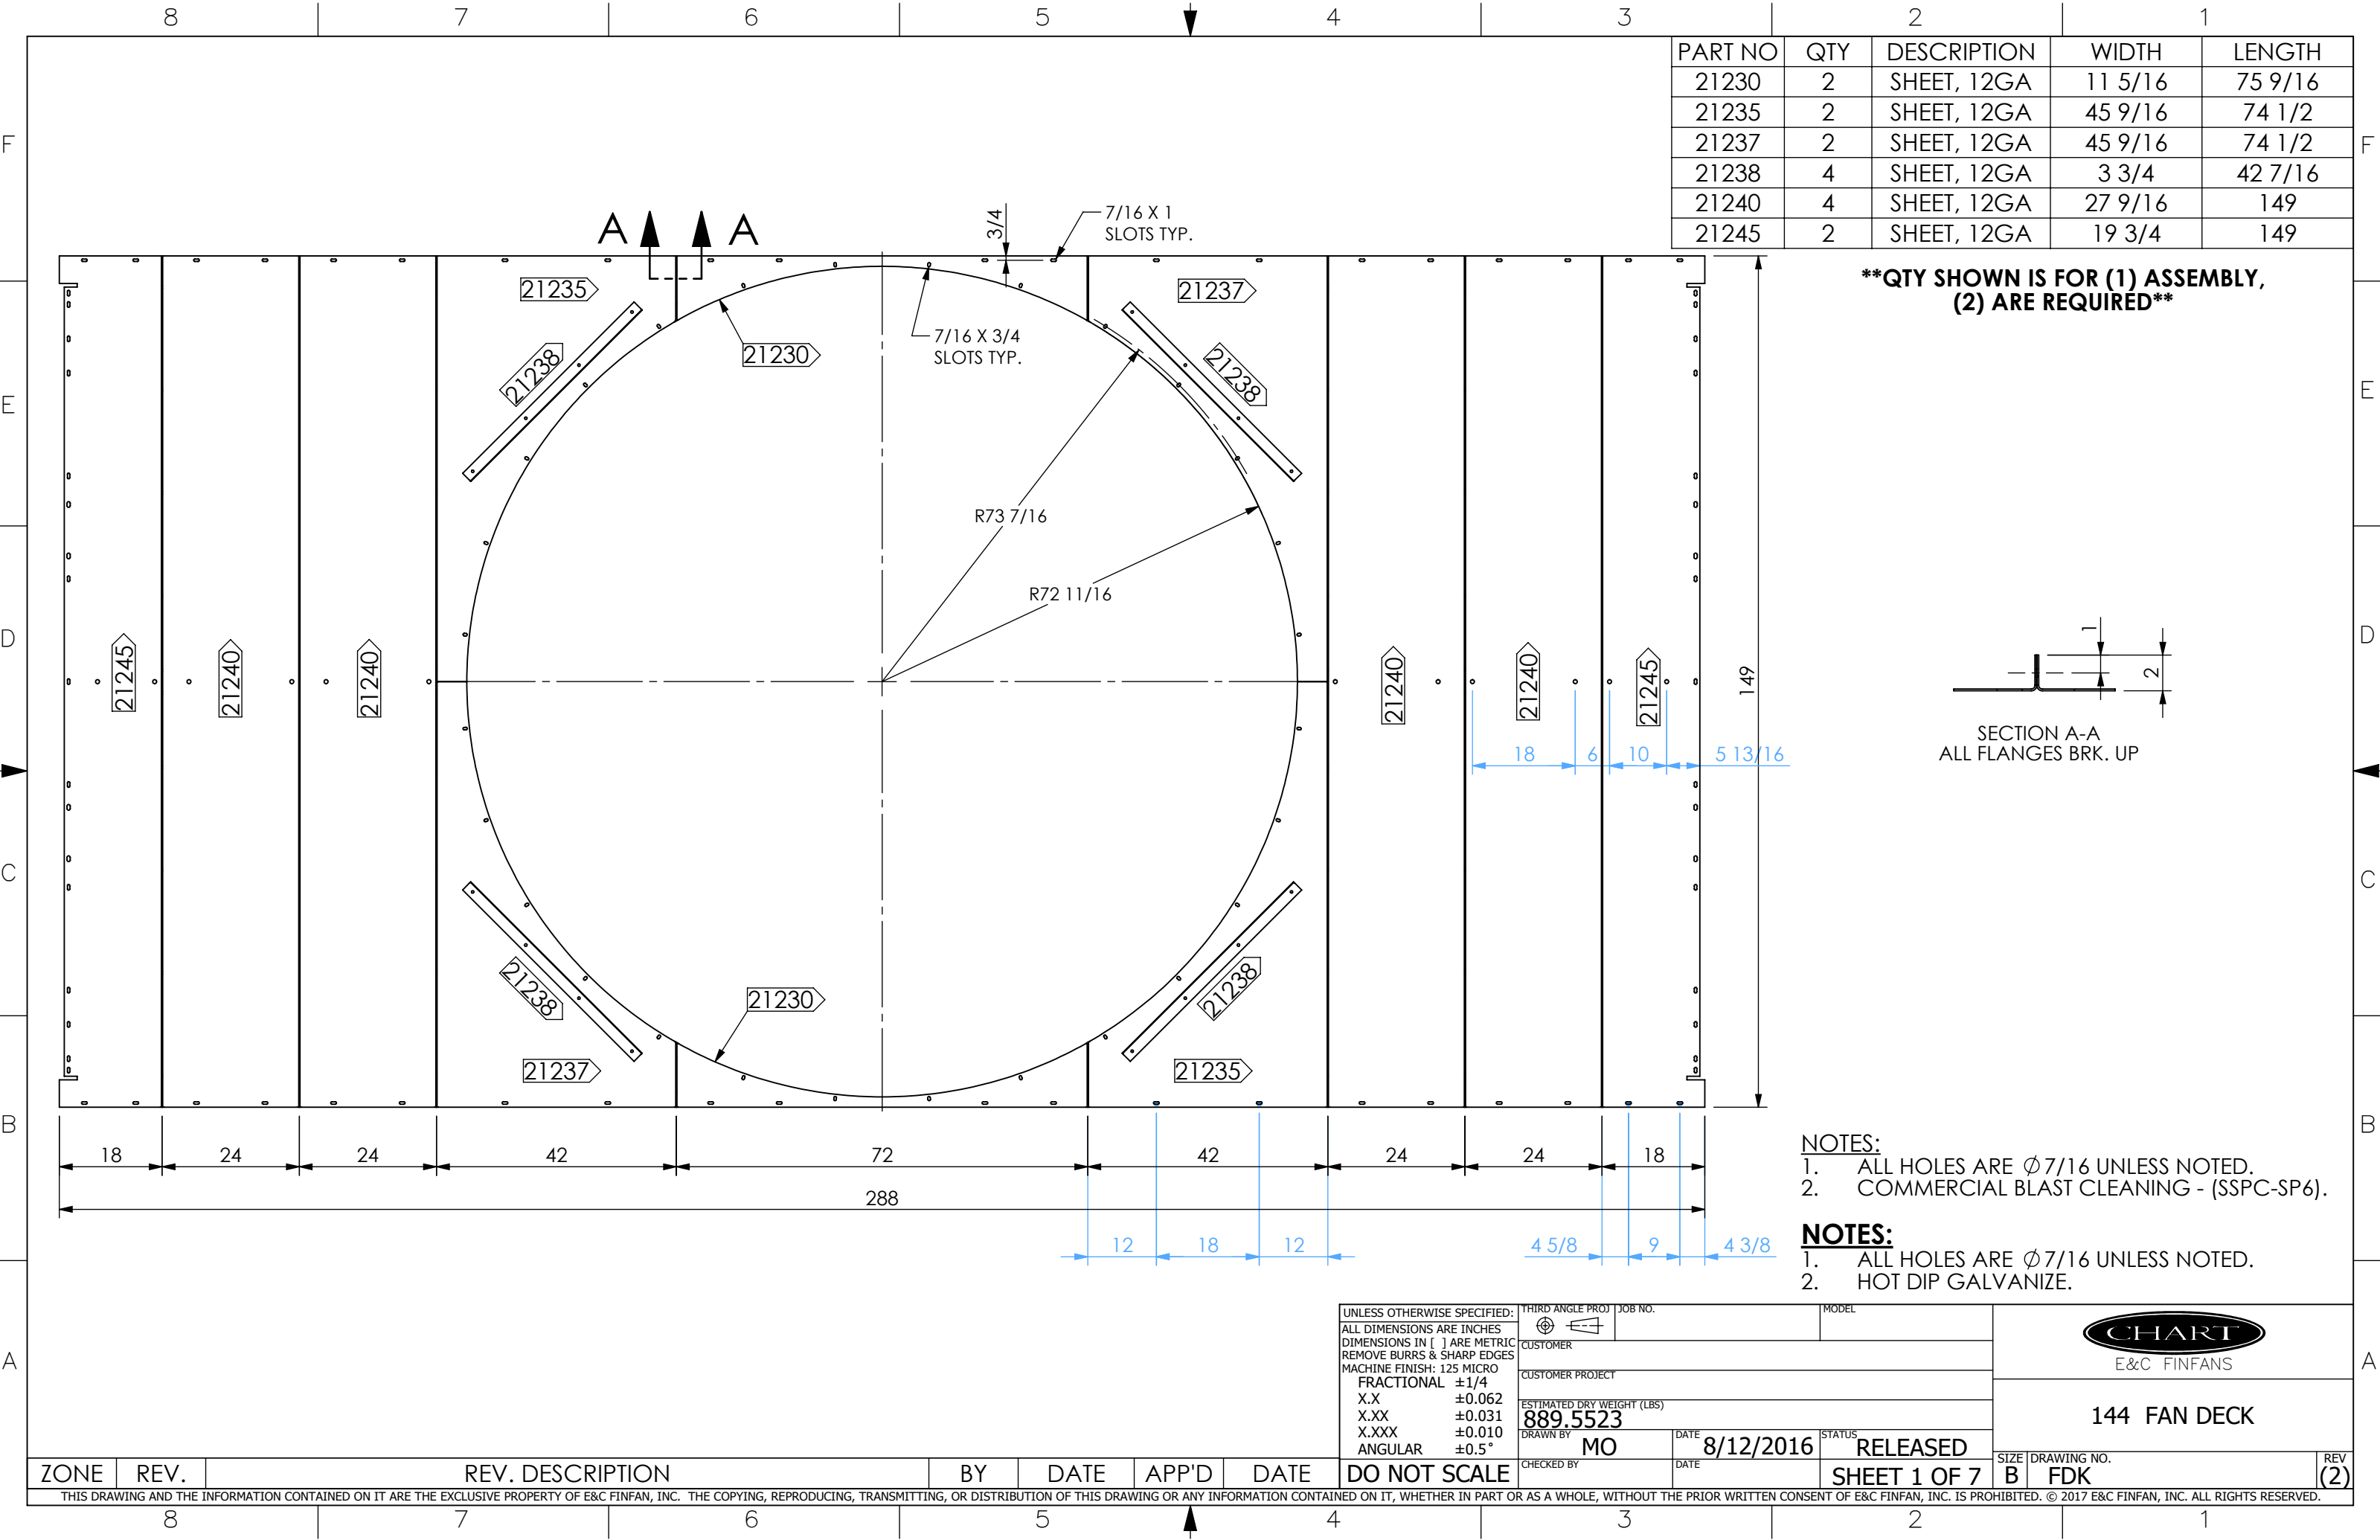 8 7 6 5 4 3 2 1
PART NO QTY DESCRIPTION WIDTH LENGTH
21230 2 SHEET, 12GA 11 5/16 75 9/16
21235 2 SHEET, 12GA 45 9/16 74 1/2
21237 2 SHEET, 12GA 45 9/16 74 1/2
21238 4 SHEET, 12GA 3 3/4 42 7/16
21240 4 SHEET, 12GA 27 9/16 149
21245 2 SHEET, 12GA 19 3/4 149
**QTY SHOWN IS FOR (1) ASSEMBLY,
(2) ARE REQUIRED**
F
F
E
E
D
D
C
C
B
B
A
A
A A
3/4
7/16 X 1
SLOTS TYP.
21235
21237
21230
7/16 X 3/4
SLOTS TYP.
21238
21238
R73 7/16
R72 11/16
21245
21240
21240
21240
21240
21245
149
18 6 10 5 13/16
1
2
SECTION A-A
ALL FLANGES BRK. UP
21238
21230
21238
21237
21235
18 24 24 42 72 42 24 24 18
288
12 18 12 4 5/8 9 4 3/8
NOTES:
1. ALL HOLES ARE ∅7/16 UNLESS NOTED.
2. COMMERCIAL BLAST CLEANING - (SSPC-SP6).
NOTES:
1. ALL HOLES ARE ∅7/16 UNLESS NOTED.
2. HOT DIP GALVANIZE.
UNLESS OTHERWISE SPECIFIED:
ALL DIMENSIONS ARE INCHES
DIMENSIONS IN [ ] ARE METRIC
REMOVE BURRS & SHARP EDGES
MACHINE FINISH: 125 MICRO
FRACTIONAL ±1/4
X.X ±0.062
X.XX ±0.031
X.XXX ±0.010
ANGULAR ±0.5°
DO NOT SCALE
THIRD ANGLE PROJ JOB NO. MODEL
CUSTOMER
CUSTOMER PROJECT
ESTIMATED DRY WEIGHT (LBS)
889.5523
DRAWN BY MO DATE 8/12/2016 STATUS RELEASED
CHECKED BY DATE SHEET 1 OF 7
CHART
E&C FINFANS
144 FAN DECK
SIZE B DRAWING NO. FDK REV (2)
ZONE REV. REV. DESCRIPTION BY DATE APP'D DATE
THIS DRAWING AND THE INFORMATION CONTAINED ON IT ARE THE EXCLUSIVE PROPERTY OF E&C FINFAN, INC. THE COPYING, REPRODUCING, TRANSMITTING, OR DISTRIBUTION OF THIS DRAWING OR ANY INFORMATION CONTAINED ON IT, WHETHER IN PART OR AS A WHOLE, WITHOUT THE PRIOR WRITTEN CONSENT OF E&C FINFAN, INC. IS PROHIBITED. © 2017 E&C FINFAN, INC. ALL RIGHTS RESERVED.
8 7 6 5 4 3 2 1